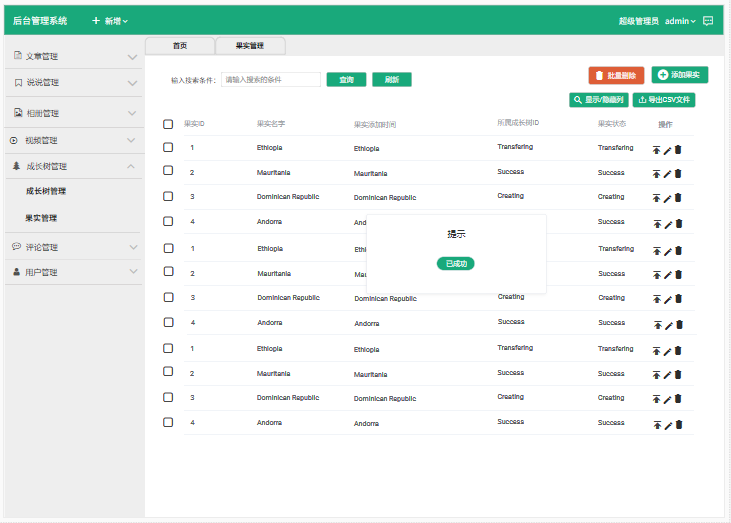 后台管理系统 新增 超级管理员 admin
首页 果实管理
文章管理
说说管理
相册管理
视频管理
成长树管理
成长树管理
果实管理
评论管理
用户管理
输入搜索条件： 请输入搜索的条件 查询 刷新 批量删除 添加果实
显示/隐藏列 导出CSV文件
果实ID 果实名字 果实添加时间 所属成长树ID 果实状态 操作
1 Ethiopia Ethiopia Transfering Transfering
2 Mauritania Mauritania Success Success
3 Dominican Republic Dominican Republic Creating Creating
4 Andorra And Success
1 Ethiopia Ethi Transfering
2 Mauritania Mau Success
3 Dominican Republic Dominican Republic Creating Creating
4 Andorra Andorra Success Success
1 Ethiopia Ethiopia Transfering Transfering
2 Mauritania Mauritania Success Success
3 Dominican Republic Dominican Republic Creating Creating
4 Andorra Andorra Success Success
提示
已成功